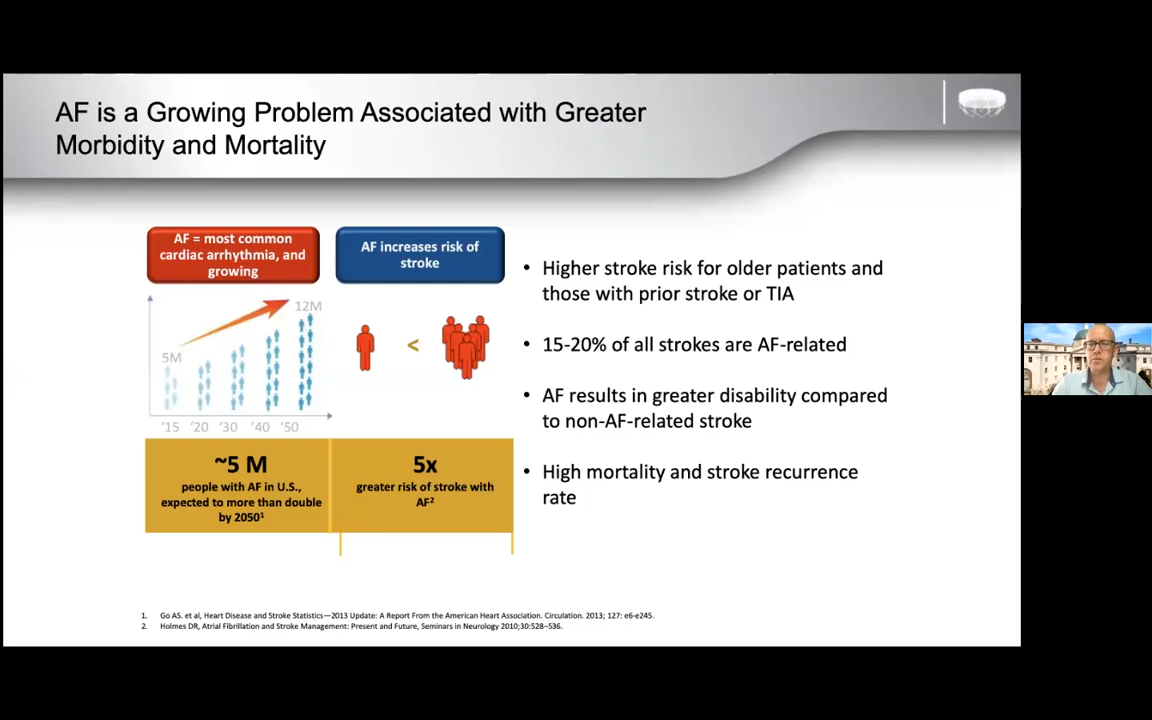 AF is a Growing Problem Associated with Greater
Morbidity and Mortality
AF = most common
cardiac arrhythmia, and
growing
AF increases risk of
stroke
12M
5M
<
'15 '20 '30 '40 '50
~5 M
people with AF in U.S.,
expected to more than double
by 2050¹
5x
greater risk of stroke with
AF²
• Higher stroke risk for older patients and
those with prior stroke or TIA
• 15-20% of all strokes are AF-related
• AF results in greater disability compared
to non-AF-related stroke
• High mortality and stroke recurrence
rate
1. Go AS. et al, Heart Disease and Stroke Statistics—2013 Update: A Report From the American Heart Association. Circulation. 2013; 127: e6-e245.
2. Holmes DR, Atrial Fibrillation and Stroke Management: Present and Future, Seminars in Neurology 2010;30:528–536.